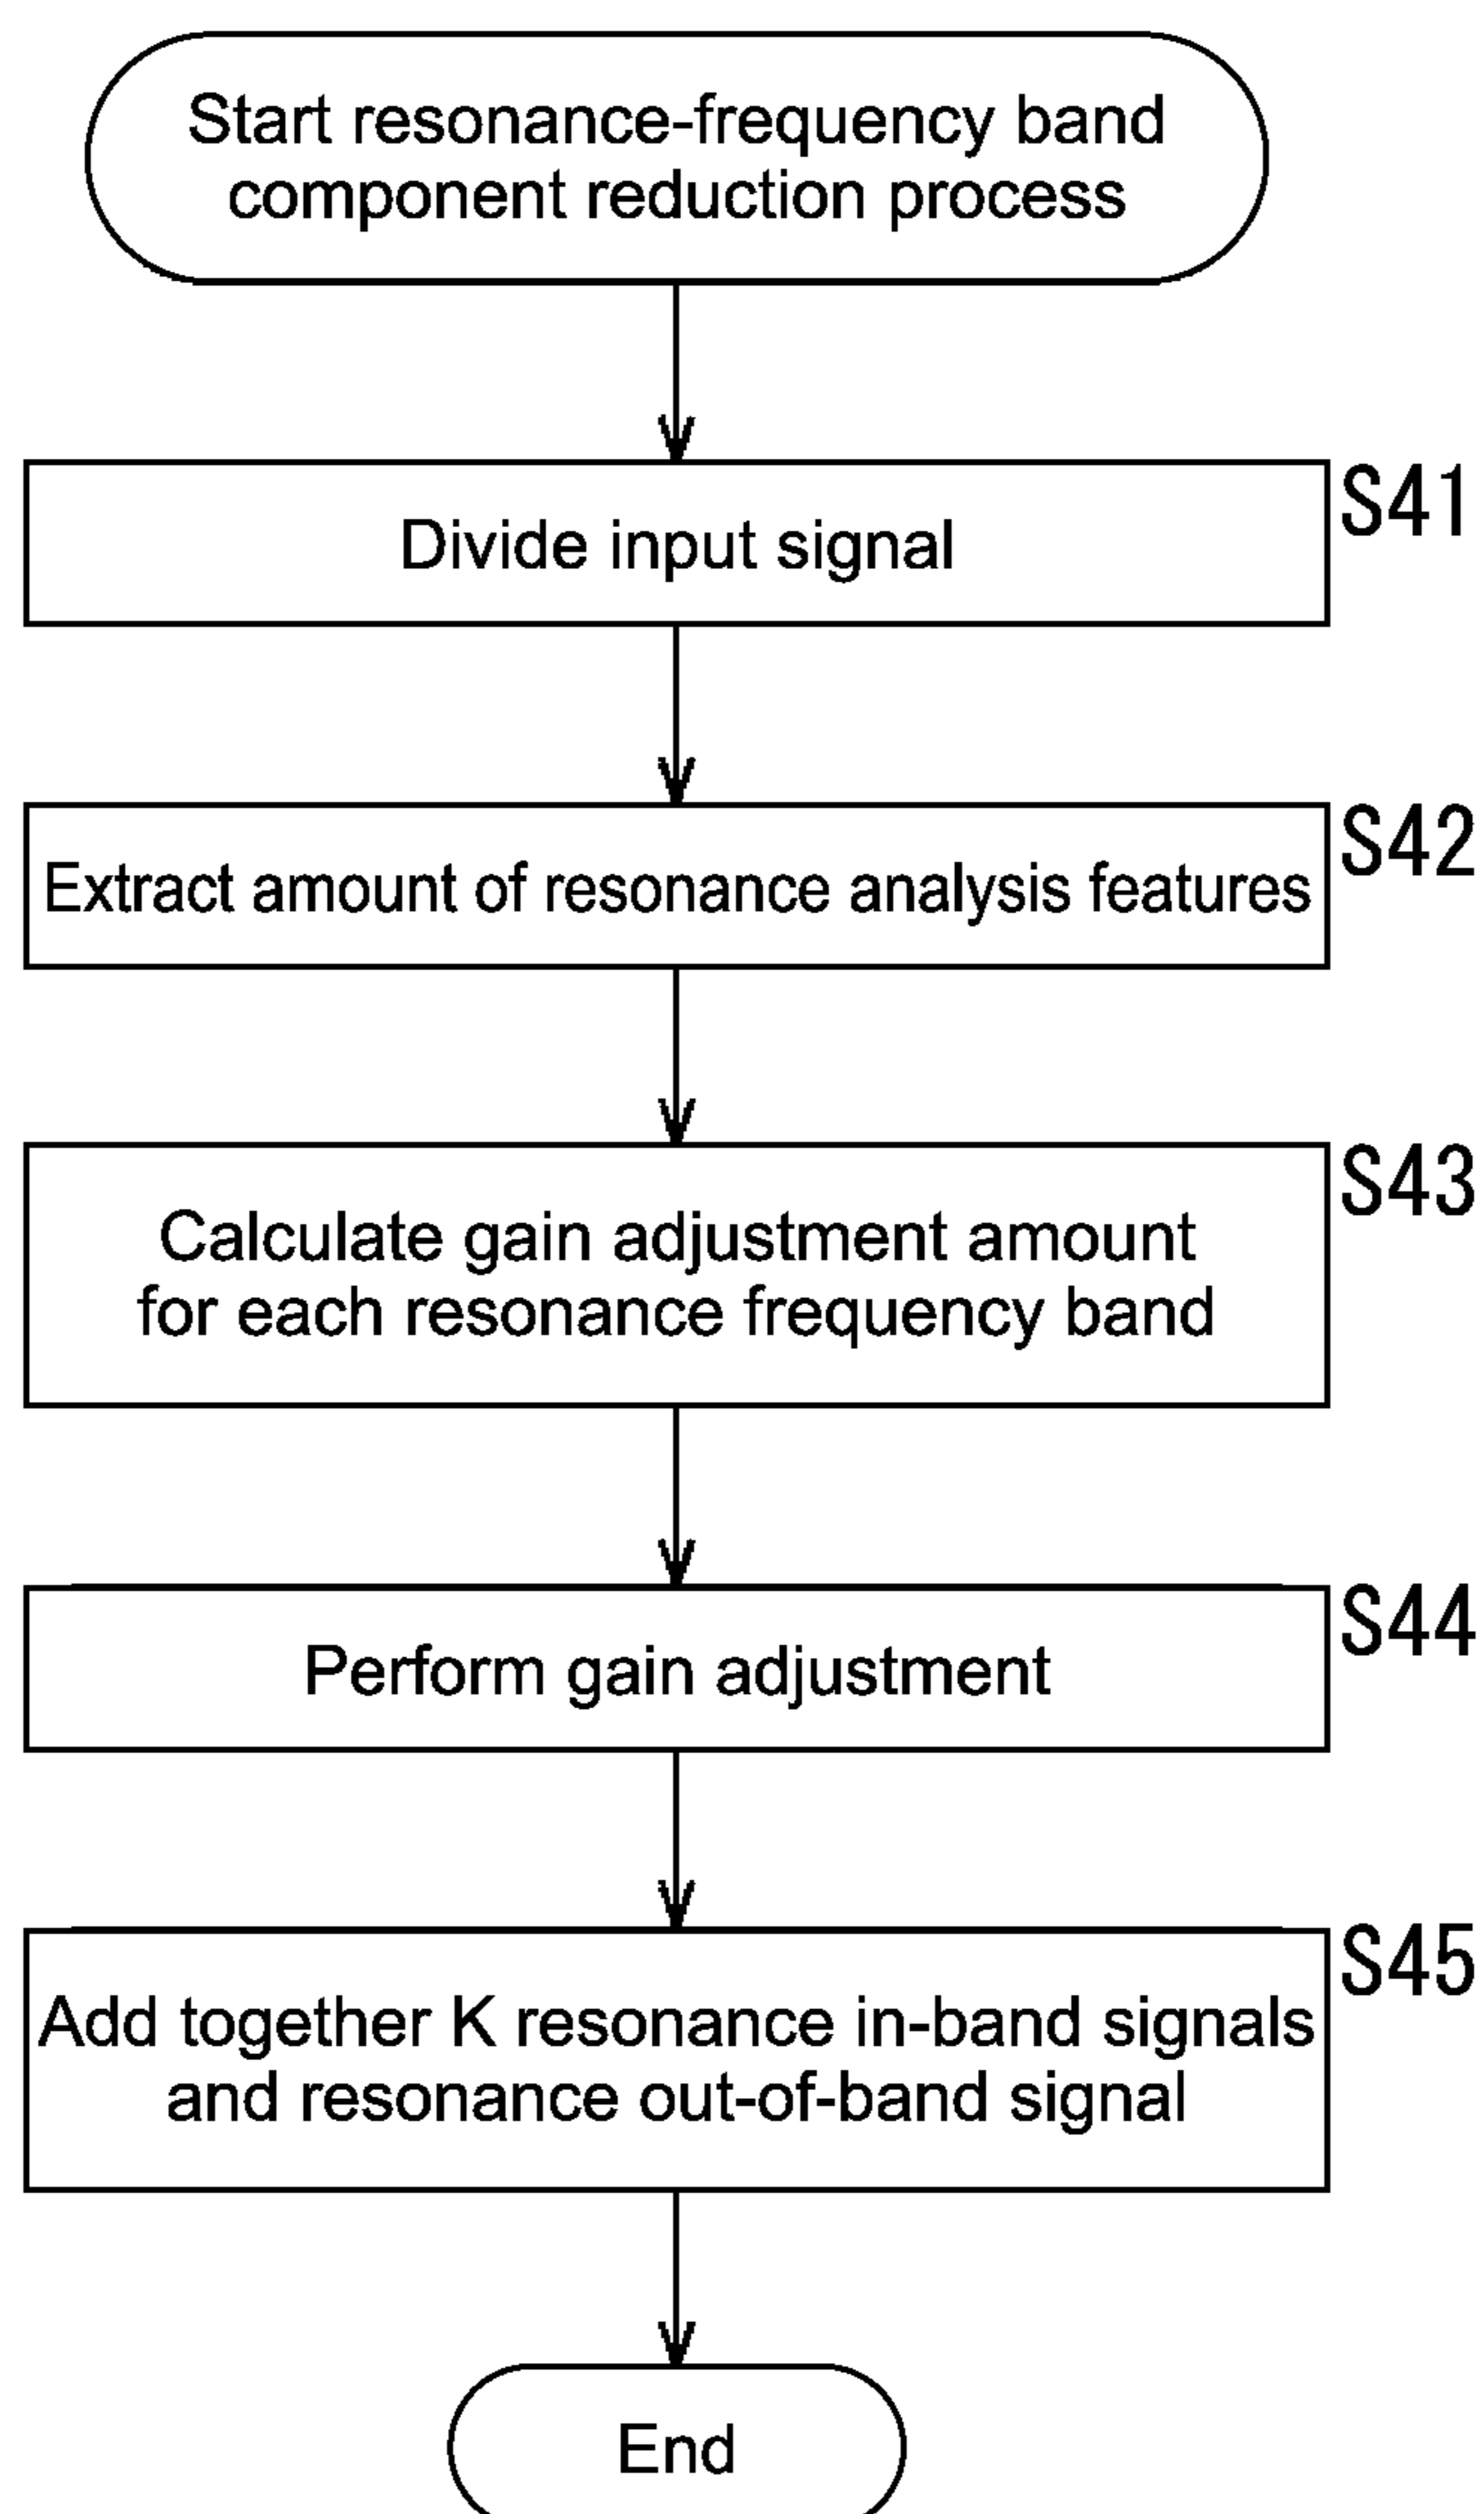 Start resonance-frequency band
component reduction process
S41
Divide input signal
S42
Extract amount of resonance analysis features
S43
Calculate gain adjustment amount
for each resonance frequency band
S44
Perform gain adjustment
S45
Add together K resonance in-band signals
and resonance out-of-band signal
End